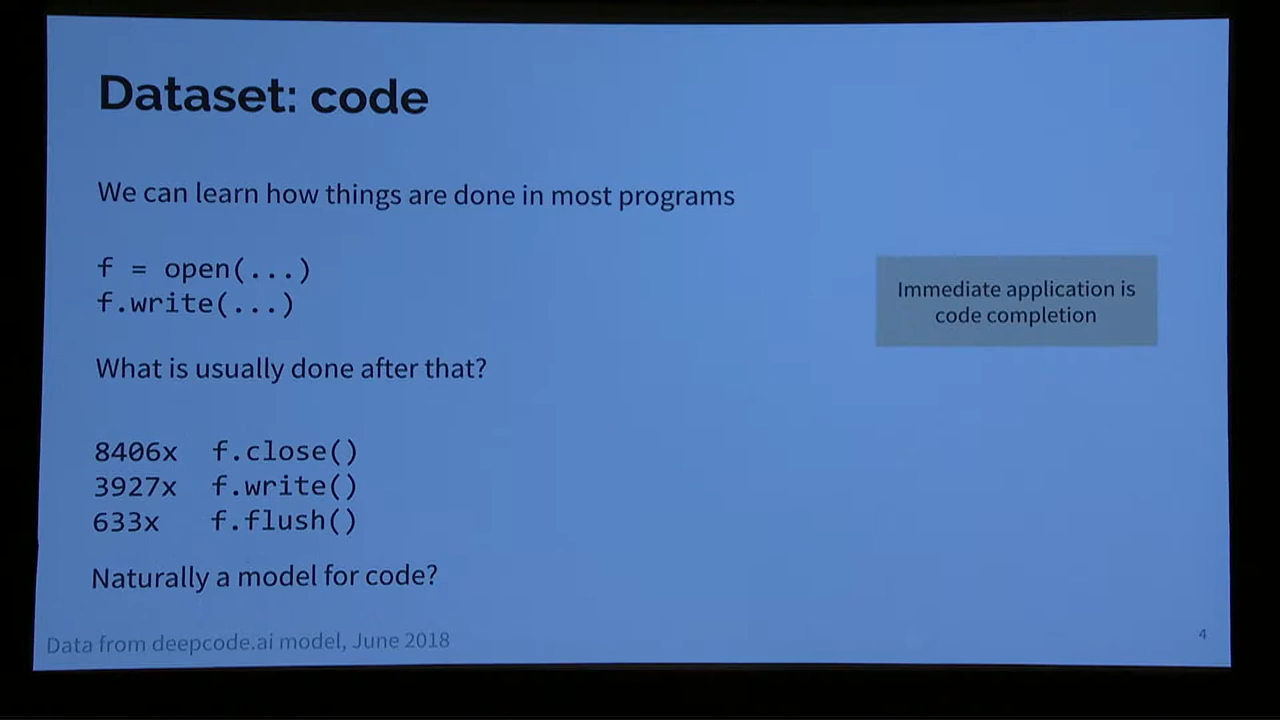 Dataset: code
We can learn how things are done in most programs
f = open(...)
f.write(...)
Immediate application is
code completion
What is usually done after that?
8406x f.close()
3927x f.write()
633x f.flush()
Naturally a model for code?
Data from deepcode.ai model, June 2018
4